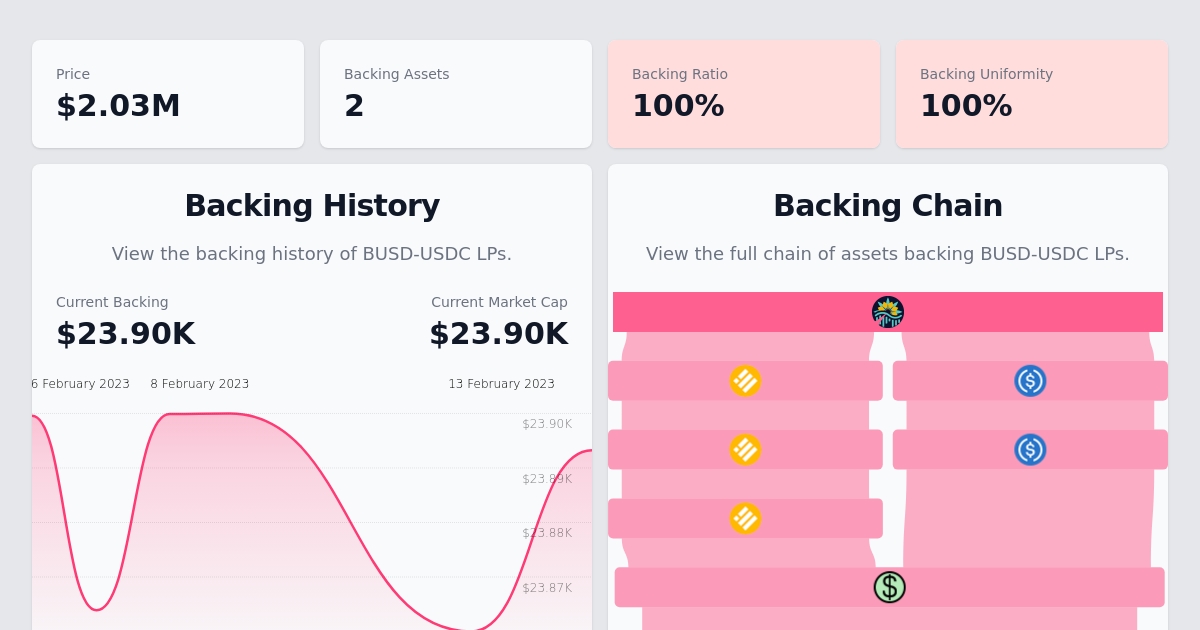 Price
$2.03M
Backing Assets
2
Backing Ratio
100%
Backing Uniformity
100%
Backing History
View the backing history of BUSD-USDC LPs.
Current Backing
$23.90K
Current Market Cap
$23.90K
6 February 2023
8 February 2023
13 February 2023
$23.90K
$23.89K
$23.88K
$23.87K
Backing Chain
View the full chain of assets backing BUSD-USDC LPs.